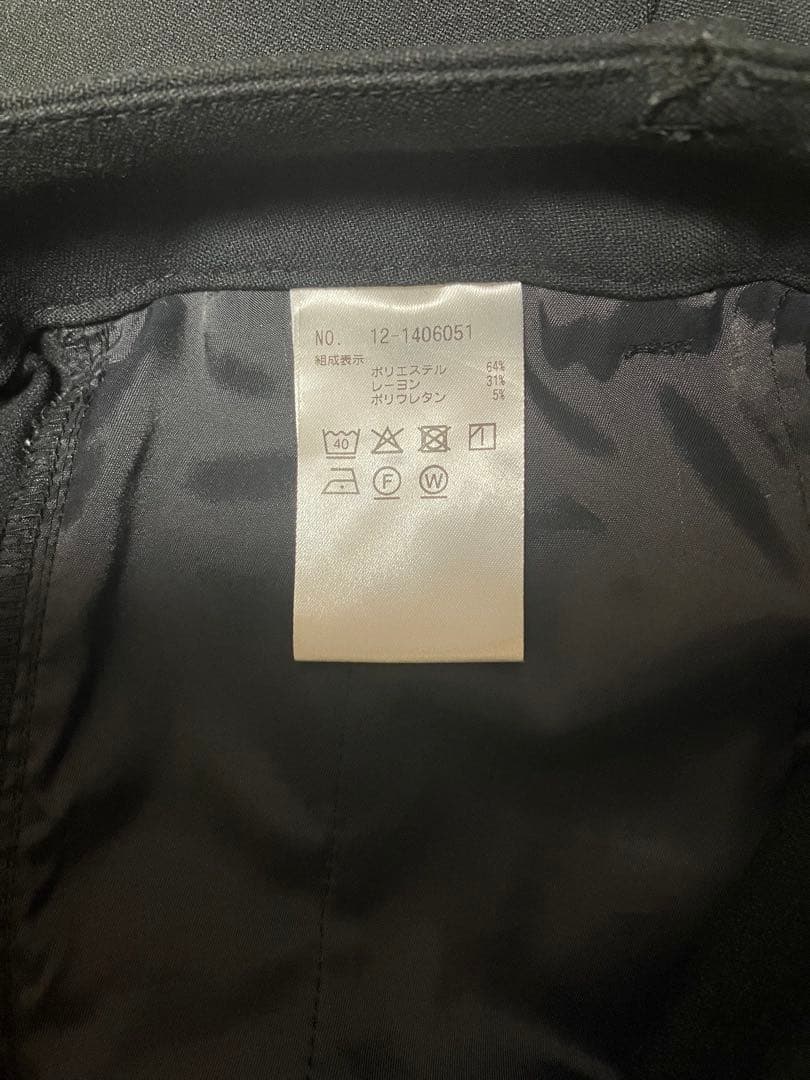 NO. 12-1406051
組成表示
ポリエステル 64%
レーヨン 31%
ポリウレタン 5%
40
F W